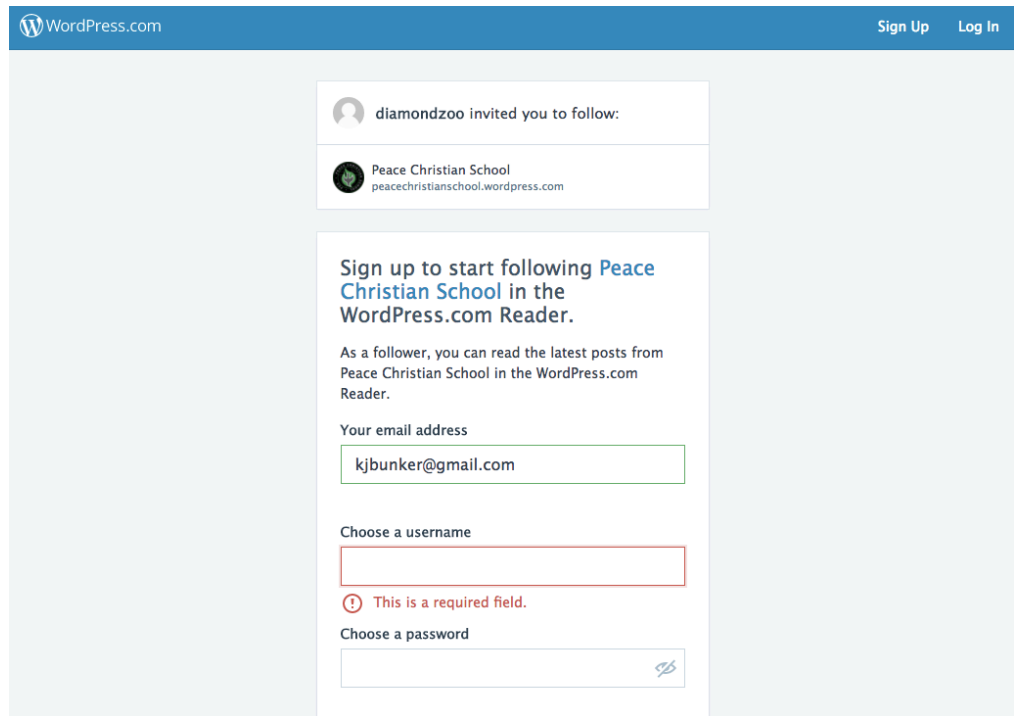 WordPress.com
Sign Up
Log In
diamondzoo invited you to follow:
Peace Christian School
peacechristianschool.wordpress.com
Sign up to start following Peace
Christian School in the
WordPress.com Reader.
As a follower, you can read the latest posts from
Peace Christian School in the WordPress.com
Reader.
Your email address
kjbunker@gmail.com
Choose a username
This is a required field.
Choose a password